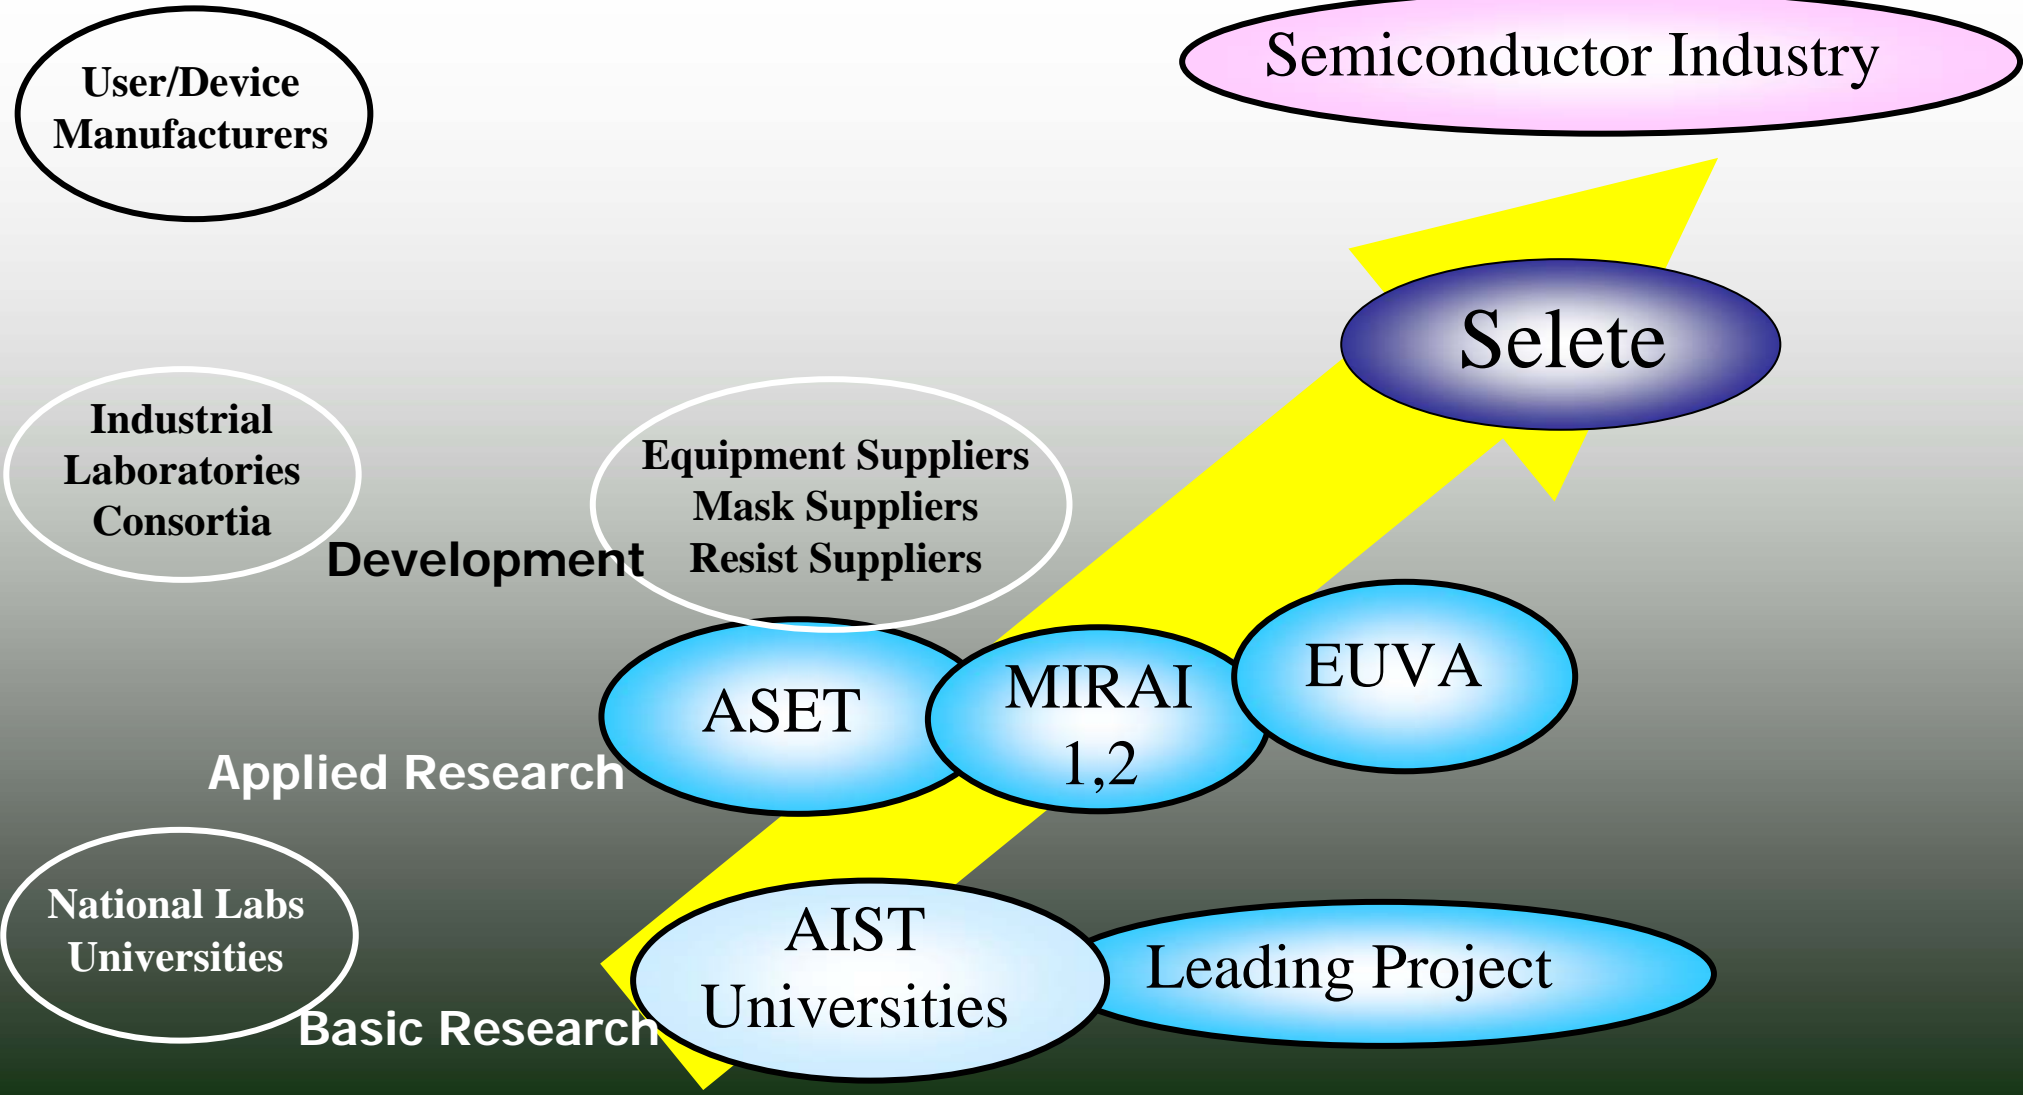 User/Device
Manufacturers
Semiconductor Industry
Selete
Industrial
Laboratories
Consortia
Equipment Suppliers
Mask Suppliers
Resist Suppliers
Development
ASET
MIRAI
1,2
EUVA
Applied Research
National Labs
Universities
AIST
Universities
Leading Project
Basic Research